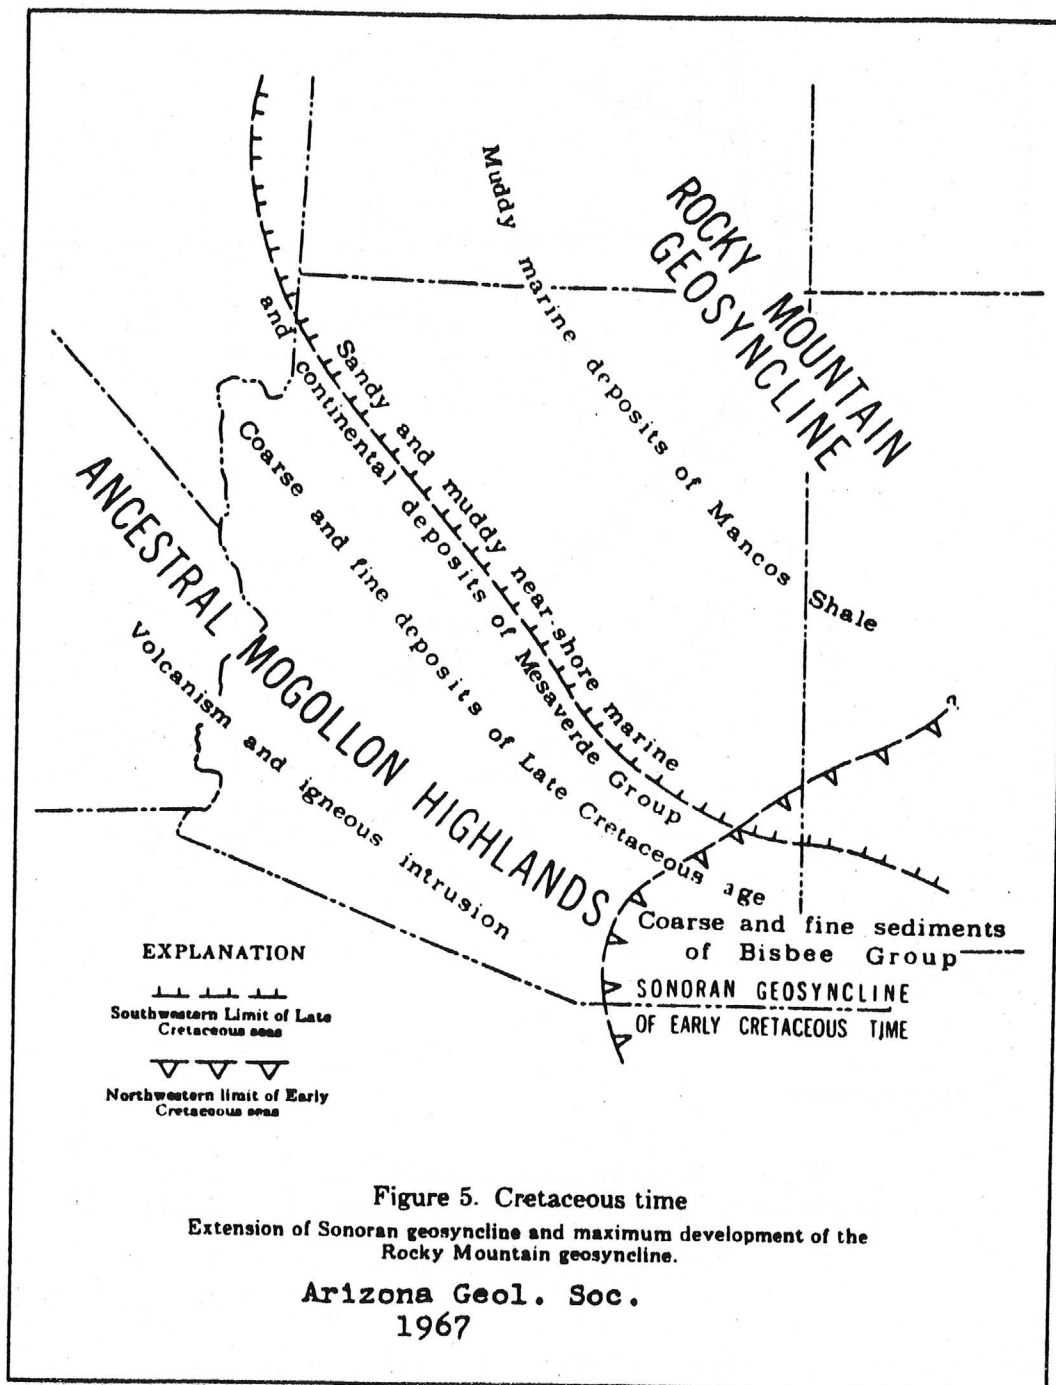 Muddy marine deposits of Mancos Shale
ROCKY MOUNTAIN
GEOSYNCLINE
Sandy and muddy near-shore marine
and continental deposits of Mesaverde Group
Coarse and fine deposits of Late Cretaceous age
ANCESTRAL MOGOLLON HIGHLANDS
Volcanism and igneous intrusion
?
Coarse and fine sediments
of Bisbee Group
SONORAN GEOSYNCLINE
OF EARLY CRETACEOUS TIME
EXPLANATION
Southwestern Limit of Late
Cretaceous seas
Northwestern limit of Early
Cretaceous seas
Figure 5. Cretaceous time
Extension of Sonoran geosyncline and maximum development of the
Rocky Mountain geosyncline.
Arizona Geol. Soc.
1967